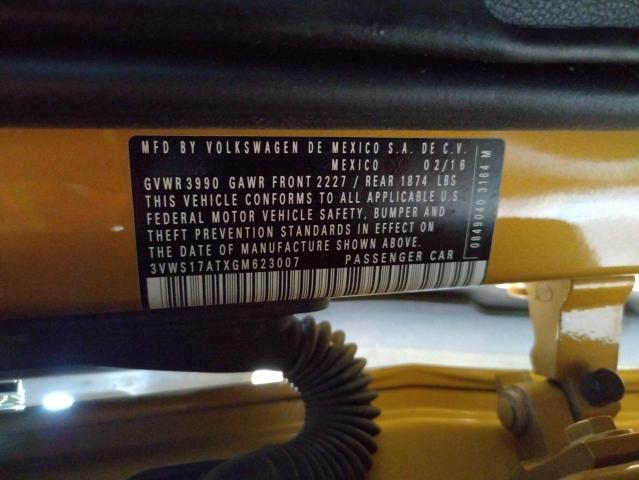 MFD BY VOLKSWAGEN DE MEXICO S.A. DE C.V.
MEXICO 02/16
GVWR 3990 GAWR FRONT 2227 / REAR 1874 LBS
THIS VEHICLE CONFORMS TO ALL APPLICABLE U.S.
FEDERAL MOTOR VEHICLE SAFETY, BUMPER AND
THEFT PREVENTION STANDARDS IN EFFECT ON
THE DATE OF MANUFACTURE SHOWN ABOVE.
3VWS17ATXGM623007 PASSENGER CAR
0849040 3164 M